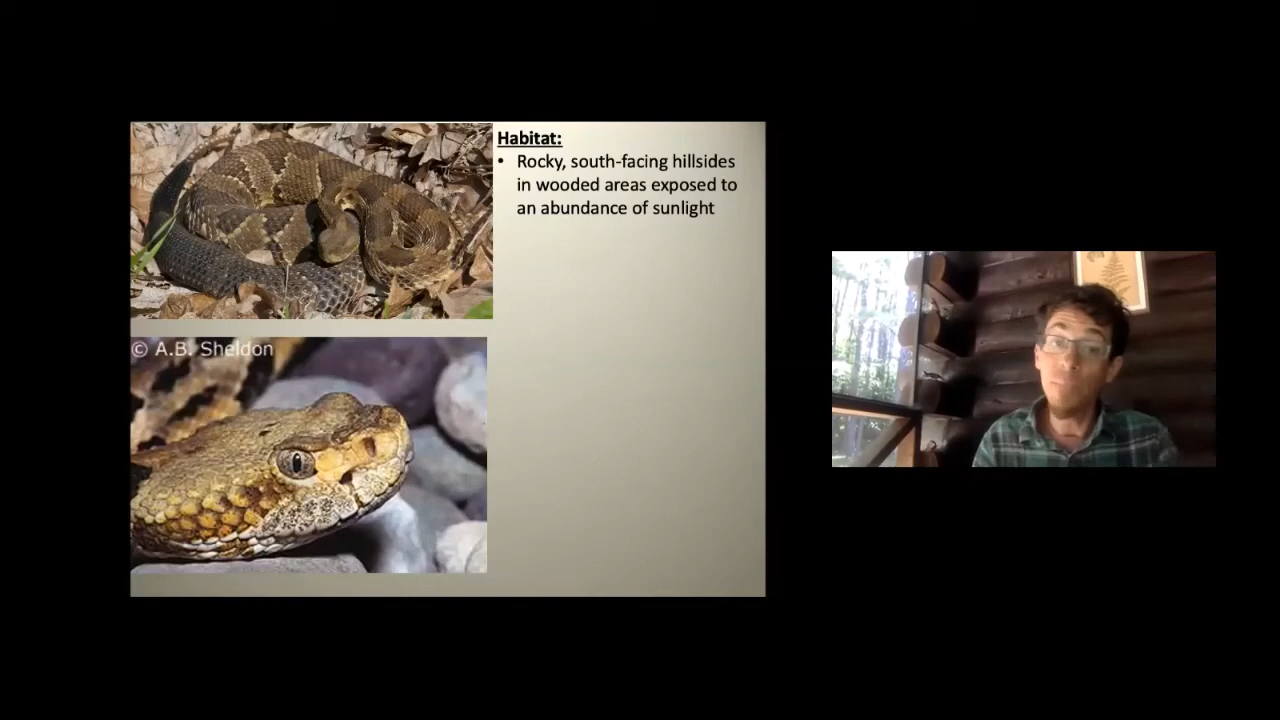 Habitat:
• Rocky, south-facing hillsides
in wooded areas exposed to
an abundance of sunlight
© A.B. Sheldon